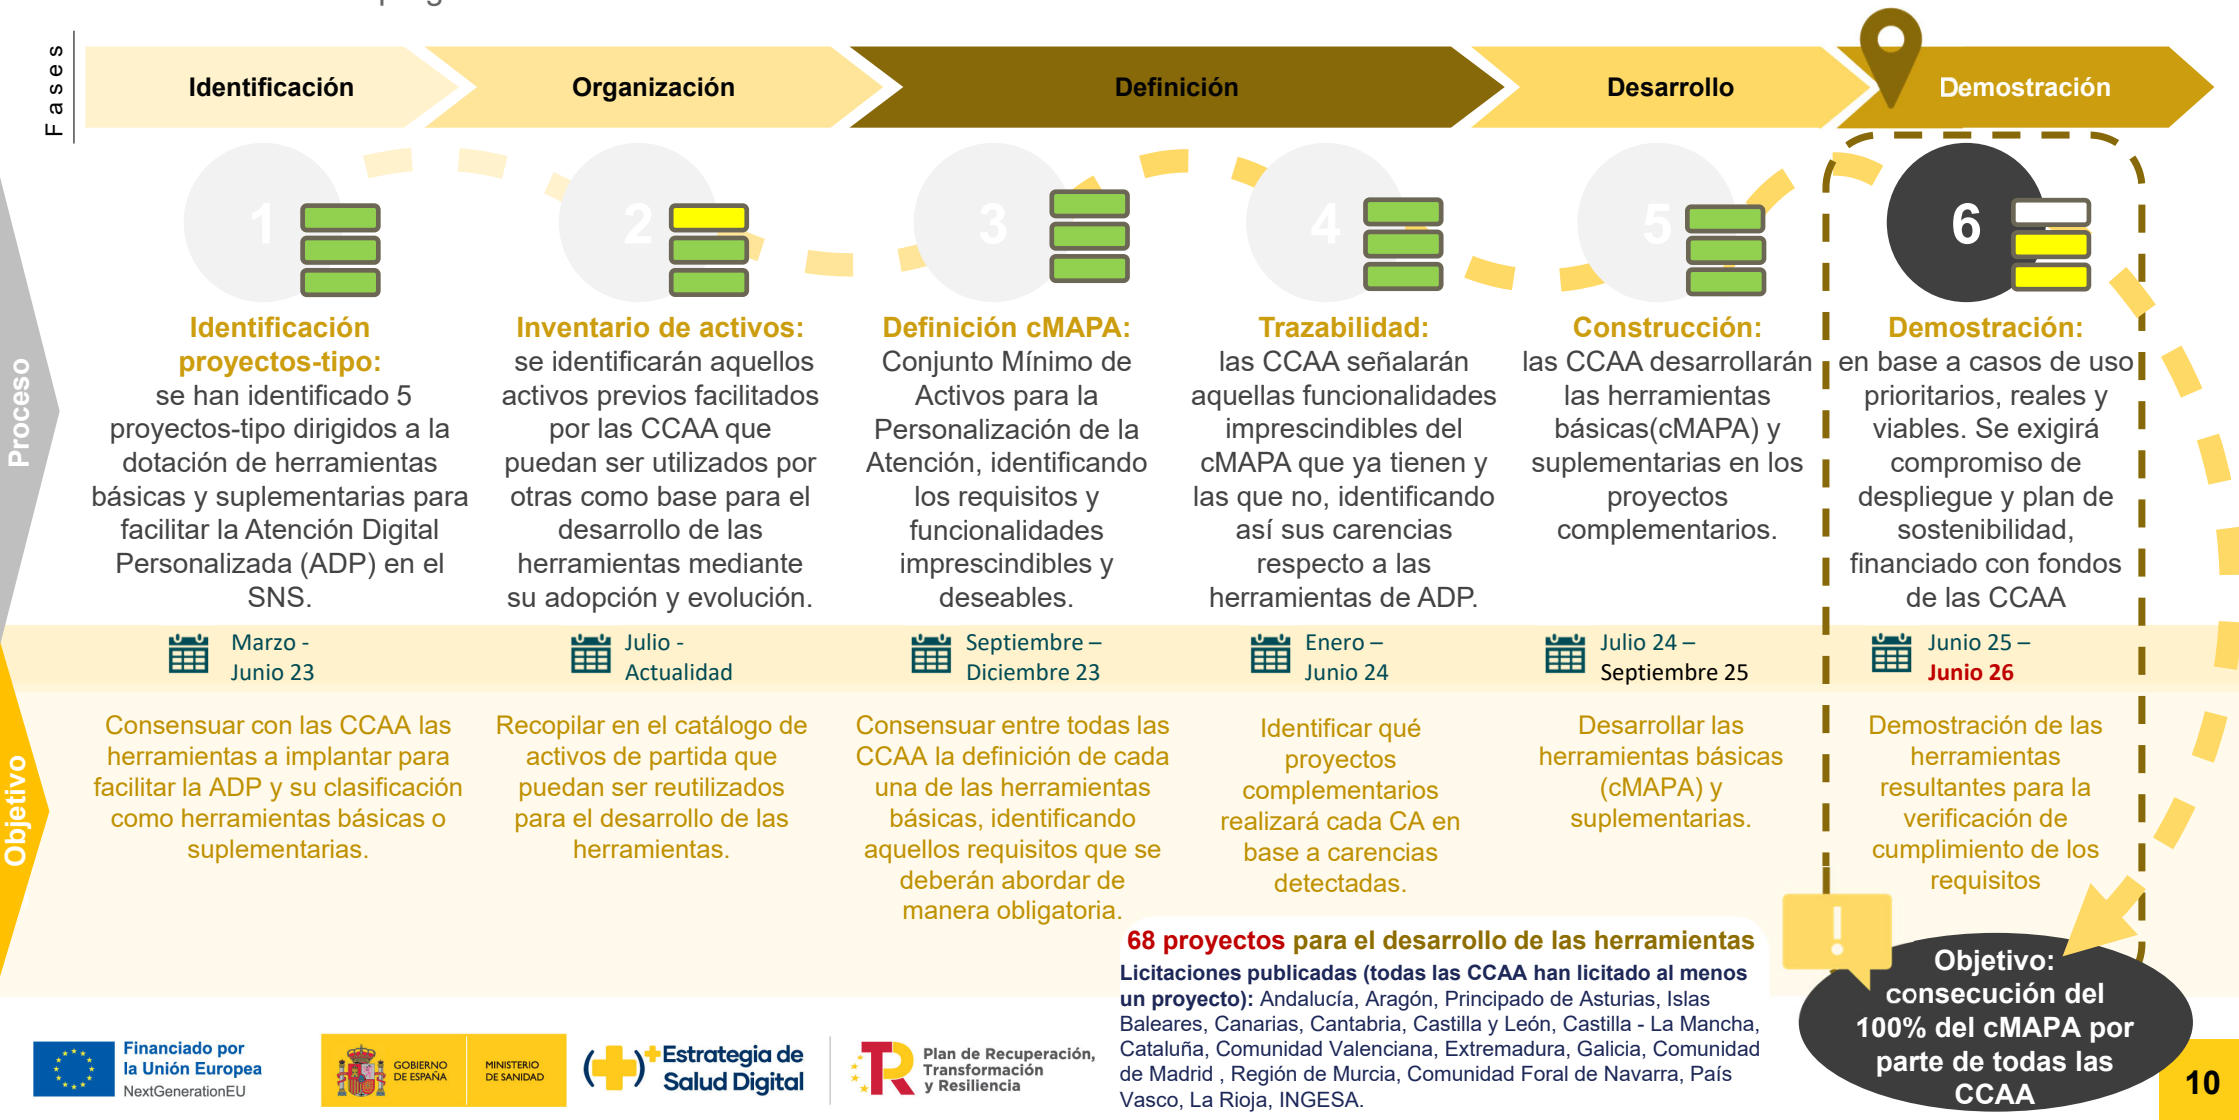 Fases
Identificación
Organización
Definición
Desarrollo
Demostración
Proceso
1
Identificación
proyectos-tipo:
se han identificado 5
proyectos-tipo dirigidos a la
dotación de herramientas
básicas y suplementarias para
facilitar la Atención Digital
Personalizada (ADP) en el
SNS.
2
Inventario de activos:
se identificarán aquellos
activos previos facilitados
por las CCAA que
puedan ser utilizados por
otras como base para el
desarrollo de las
herramientas mediante
su adopción y evolución.
3
Definición cMAPA:
Conjunto Mínimo de
Activos para la
Personalización de la
Atención, identificando
los requisitos y
funcionalidades
imprescindibles y
deseables.
4
Trazabilidad:
las CCAA señalarán
aquellas funcionalidades
imprescindibles del
cMAPA que ya tienen y
las que no, identificando
así sus carencias
respecto a las
herramientas de ADP.
5
Construcción:
las CCAA desarrollarán
las herramientas
básicas(cMAPA) y
suplementarias en los
proyectos
complementarios.
6
Demostración:
en base a casos de uso
prioritarios, reales y
viables. Se exigirá
compromiso de
despliegue y plan de
sostenibilidad,
financiado con fondos
de las CCAA
Marzo -
Junio 23
Julio -
Actualidad
Septiembre –
Diciembre 23
Enero –
Junio 24
Julio 24 –
Septiembre 25
Junio 25 –
Junio 26
Objetivo
Consensuar con las CCAA las
herramientas a implantar para
facilitar la ADP y su clasificación
como herramientas básicas o
suplementarias.
Recopilar en el catálogo de
activos de partida que
puedan ser reutilizados
para el desarrollo de las
herramientas.
Consensuar entre todas las
CCAA la definición de cada
una de las herramientas
básicas, identificando
aquellos requisitos que se
deberán abordar de
manera obligatoria.
Identificar qué
proyectos
complementarios
realizará cada CA en
base a carencias
detectadas.
Desarrollar las
herramientas básicas
(cMAPA) y
suplementarias.
Demostración de las
herramientas
resultantes para la
verificación de
cumplimiento de los
requisitos
68 proyectos para el desarrollo de las herramientas
Licitaciones publicadas (todas las CCAA han licitado al menos
un proyecto): Andalucía, Aragón, Principado de Asturias, Islas
Baleares, Canarias, Cantabria, Castilla y León, Castilla - La Mancha,
Cataluña, Comunidad Valenciana, Extremadura, Galicia, Comunidad
de Madrid , Región de Murcia, Comunidad Foral de Navarra, País
Vasco, La Rioja, INGESA.
!
Objetivo:
consecución del
100% del cMAPA por
parte de todas las
CCAA
Financiado por
la Unión Europea
NextGenerationEU
GOBIERNO
DE ESPAÑA
MINISTERIO
DE SANIDAD
Estrategia de
Salud Digital
Plan de Recuperación,
Transformación
y Resiliencia
10